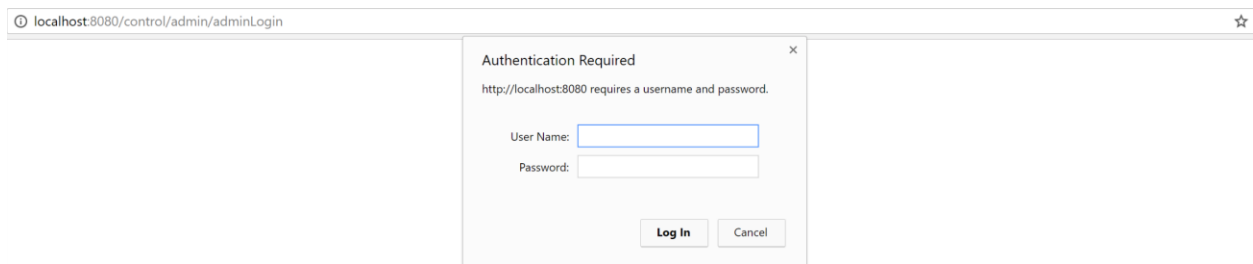 localhost:8080/control/admin/adminLogin
Authentication Required
http://localhost:8080 requires a username and password.
User Name:
Password:
Log In Cancel